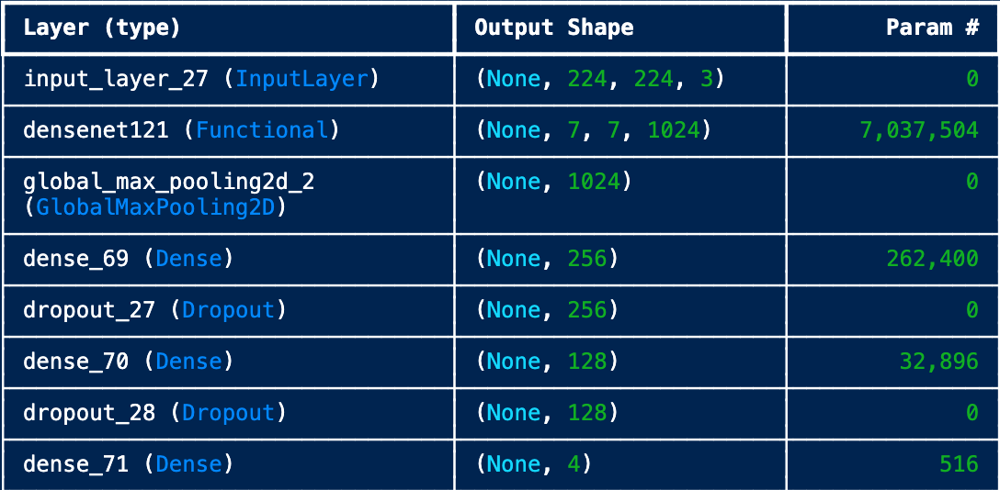 Layer (type) Output Shape Param #
input_layer_27 (InputLayer) (None, 224, 224, 3) 0
densenet121 (Functional) (None, 7, 7, 1024) 7,037,504
global_max_pooling2d_2 (None, 1024) 0
(GlobalMaxPooling2D)
dense_69 (Dense) (None, 256) 262,400
dropout_27 (Dropout) (None, 256) 0
dense_70 (Dense) (None, 128) 32,896
dropout_28 (Dropout) (None, 128) 0
dense_71 (Dense) (None, 4) 516